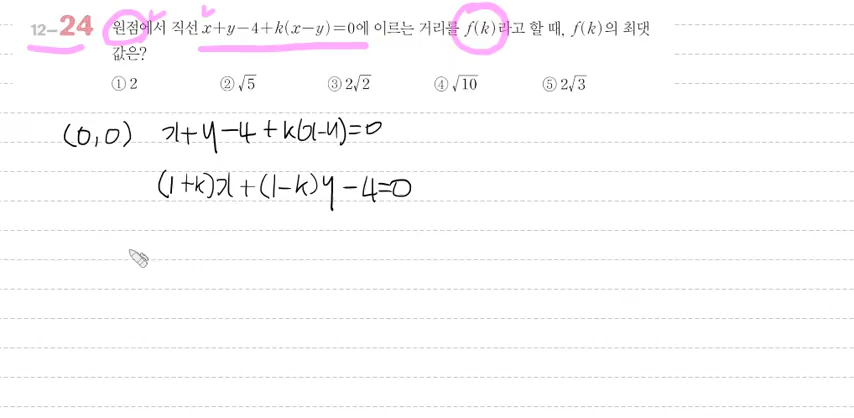 12-24 원점에서 직선 x+y-4+k(x-y)=0에 이르는 거리를 f(k)라고 할 때, f(k)의 최댓
값은?
① 2 ② √5 ③ 2√2 ④ √10 ⑤ 2√3
(0,0) x+y-4+k(x-y)=0
(1+k)x+(1-k)y-4=0